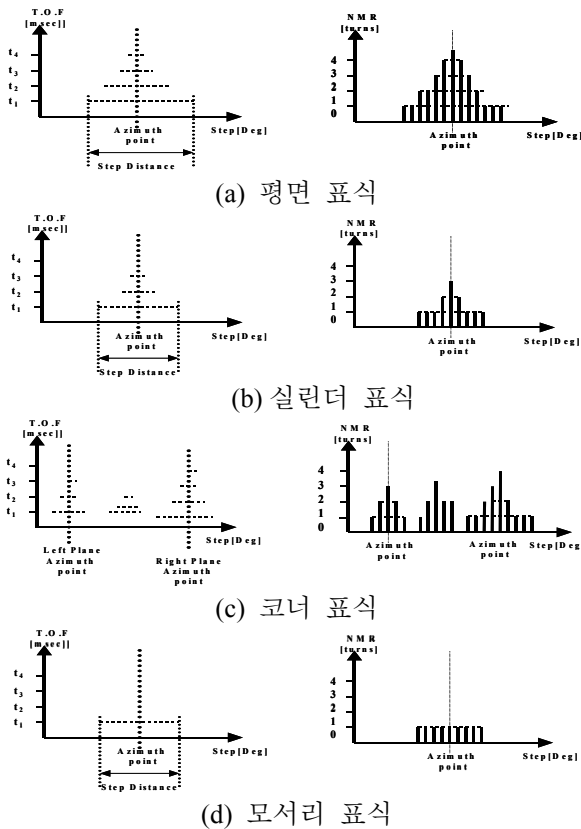 T.O.F NMR
[msec]] [turns]
t₄ 4
t₃ 3
t₂ 2
t₁ 1
0
Azimuth Step[Deg] Azimuth Step[Deg]
point point
Step Distance
(a) 평면 표식
T.O.F NMR
[msec]] [turns]
t₄ 4
t₃ 3
t₂ 2
t₁ 1
0
Azimuth Step[Deg] Azimuth Step[Deg]
point point
Step Distance
(b) 실린더 표식
T.O.F NMR
[msec]] [turns]
t₄ 4
t₃ 3
t₂ 2
t₁ 1
0
Step[Deg]
Left Plane Azimuth Azimuth Step[Deg
Azimuth Right Plane point point
point Azimuth
point
(c) 코너 표식
T.O.F NMR
[msec]] [turns]
t₄ 4
t₃ 3
t₂ 2
t₁ 1
0
Azimuth Step[Deg] Azimuth Step[Deg]
point point
Step Distance
(d) 모서리 표식